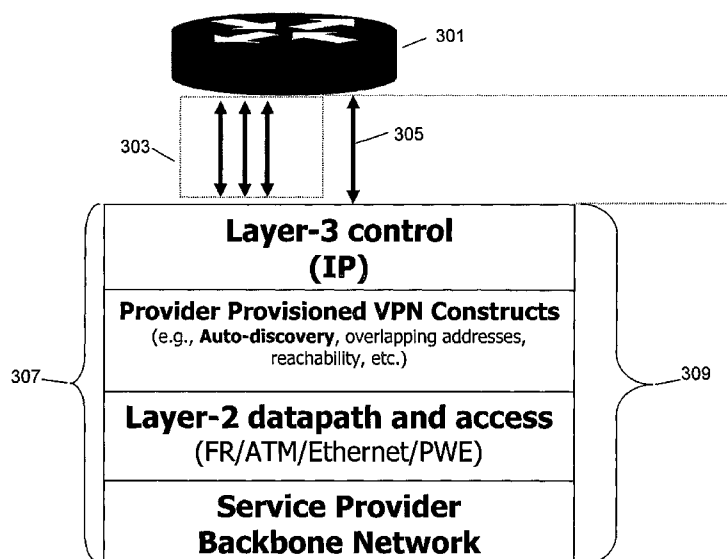 301
303
305
Layer-3 control
(IP)
Provider Provisioned VPN Constructs
(e.g., Auto-discovery, overlapping addresses,
reachability, etc.)
307
309
Layer-2 datapath and access
(FR/ATM/Ethernet/PWE)
Service Provider
Backbone Network